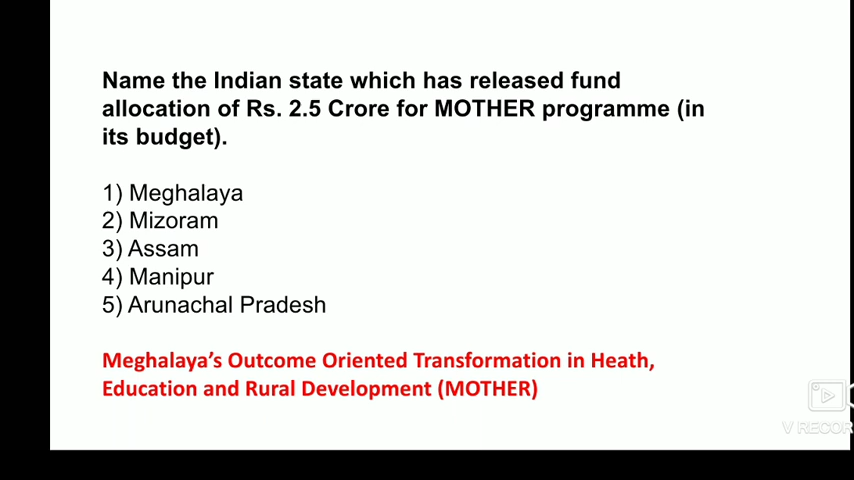 Name the Indian state which has released fund
allocation of Rs. 2.5 Crore for MOTHER programme (in
its budget).
1) Meghalaya
2) Mizoram
3) Assam
4) Manipur
5) Arunachal Pradesh
Meghalaya's Outcome Oriented Transformation in Heath,
Education and Rural Development (MOTHER)
V RECOR